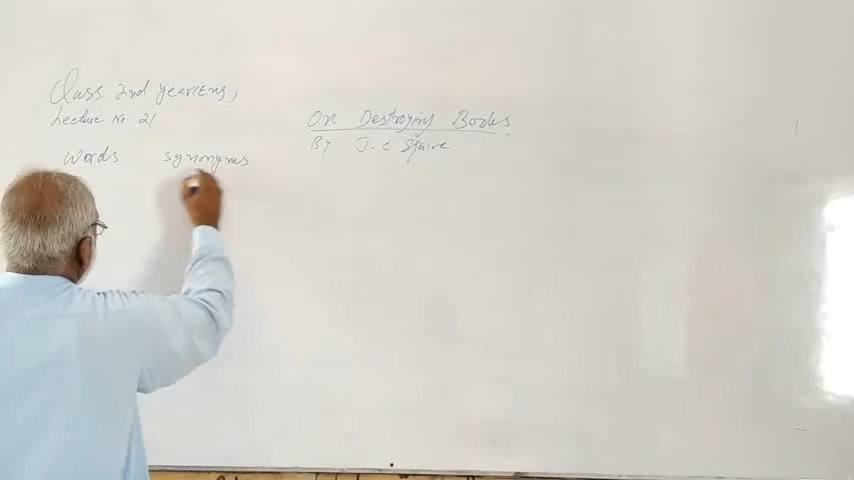 Class 2nd year(Eng)
Lecture No 21
On Destroying Books
By J.C Squire
Words synonyms